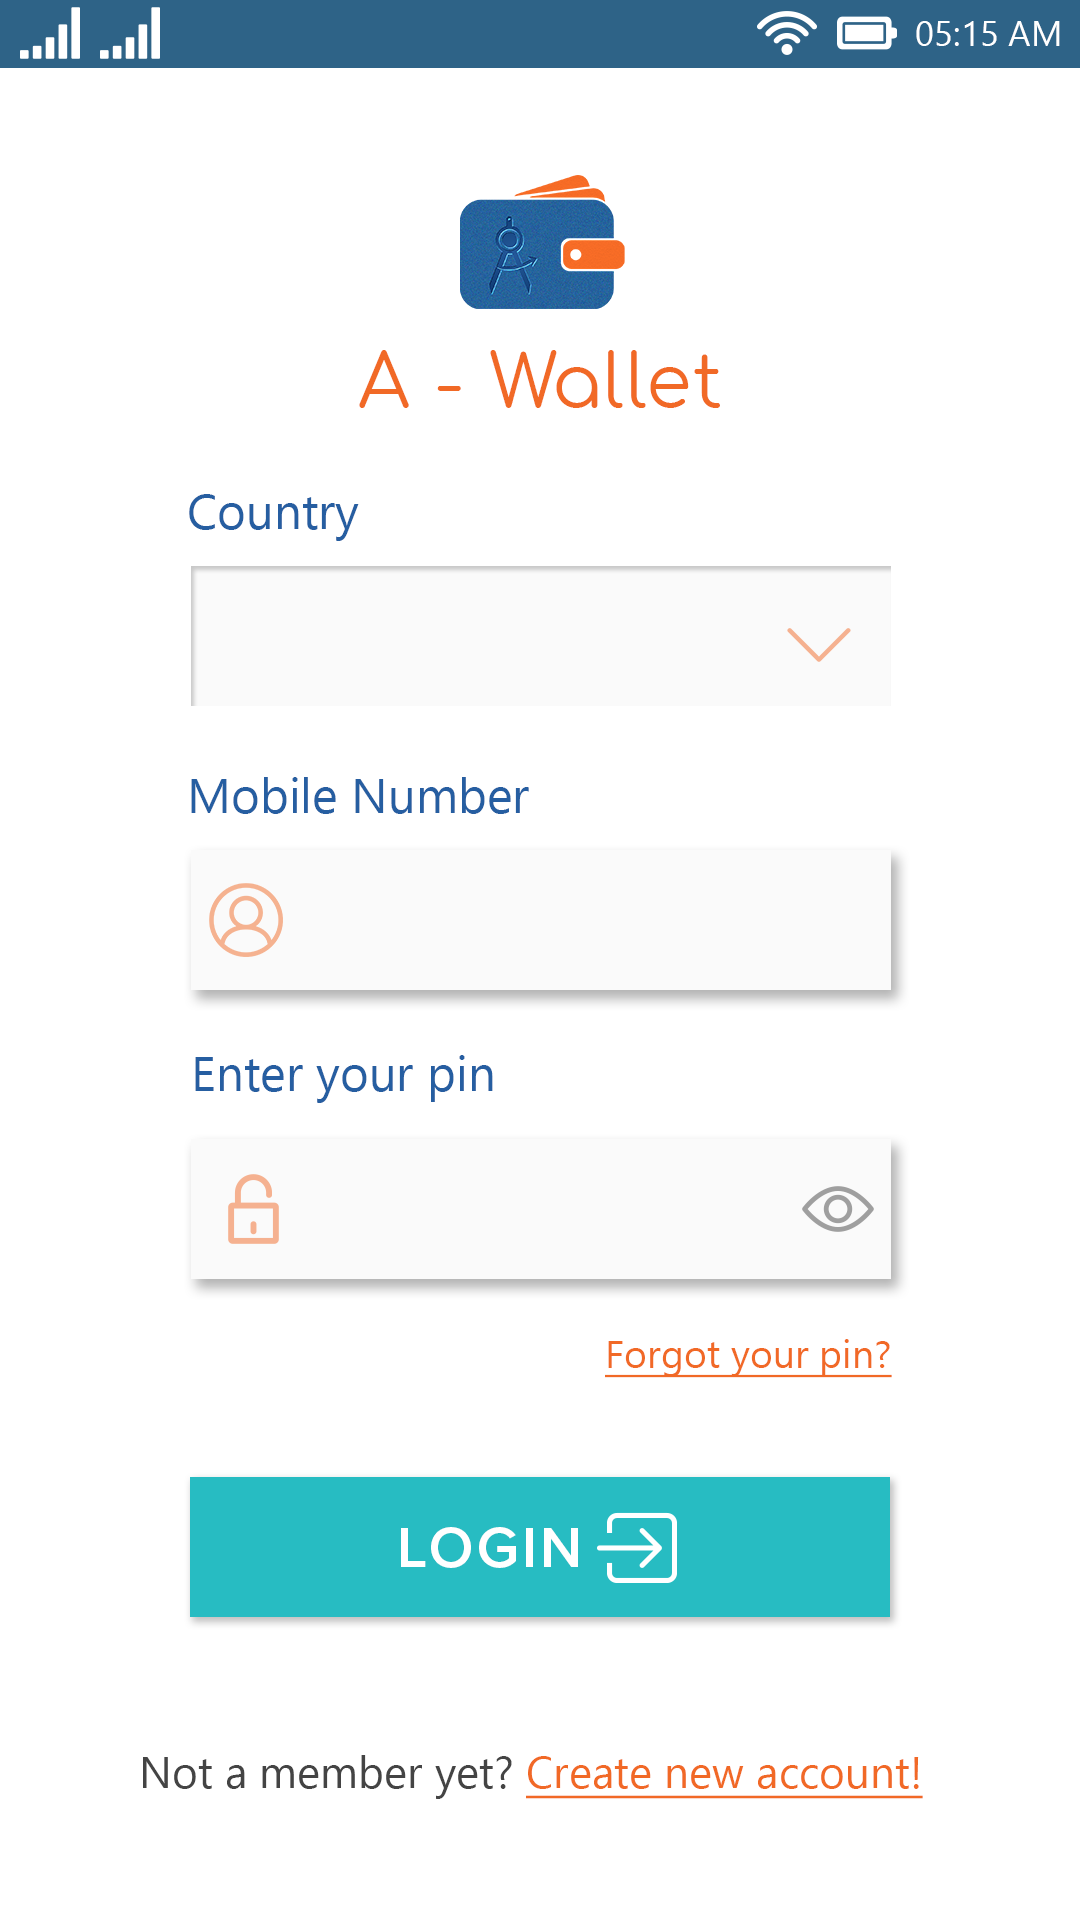 05:15 AM
A - Wallet
Country
Mobile Number
Enter your pin
Forgot your pin?
LOGIN
Not a member yet? Create new account!